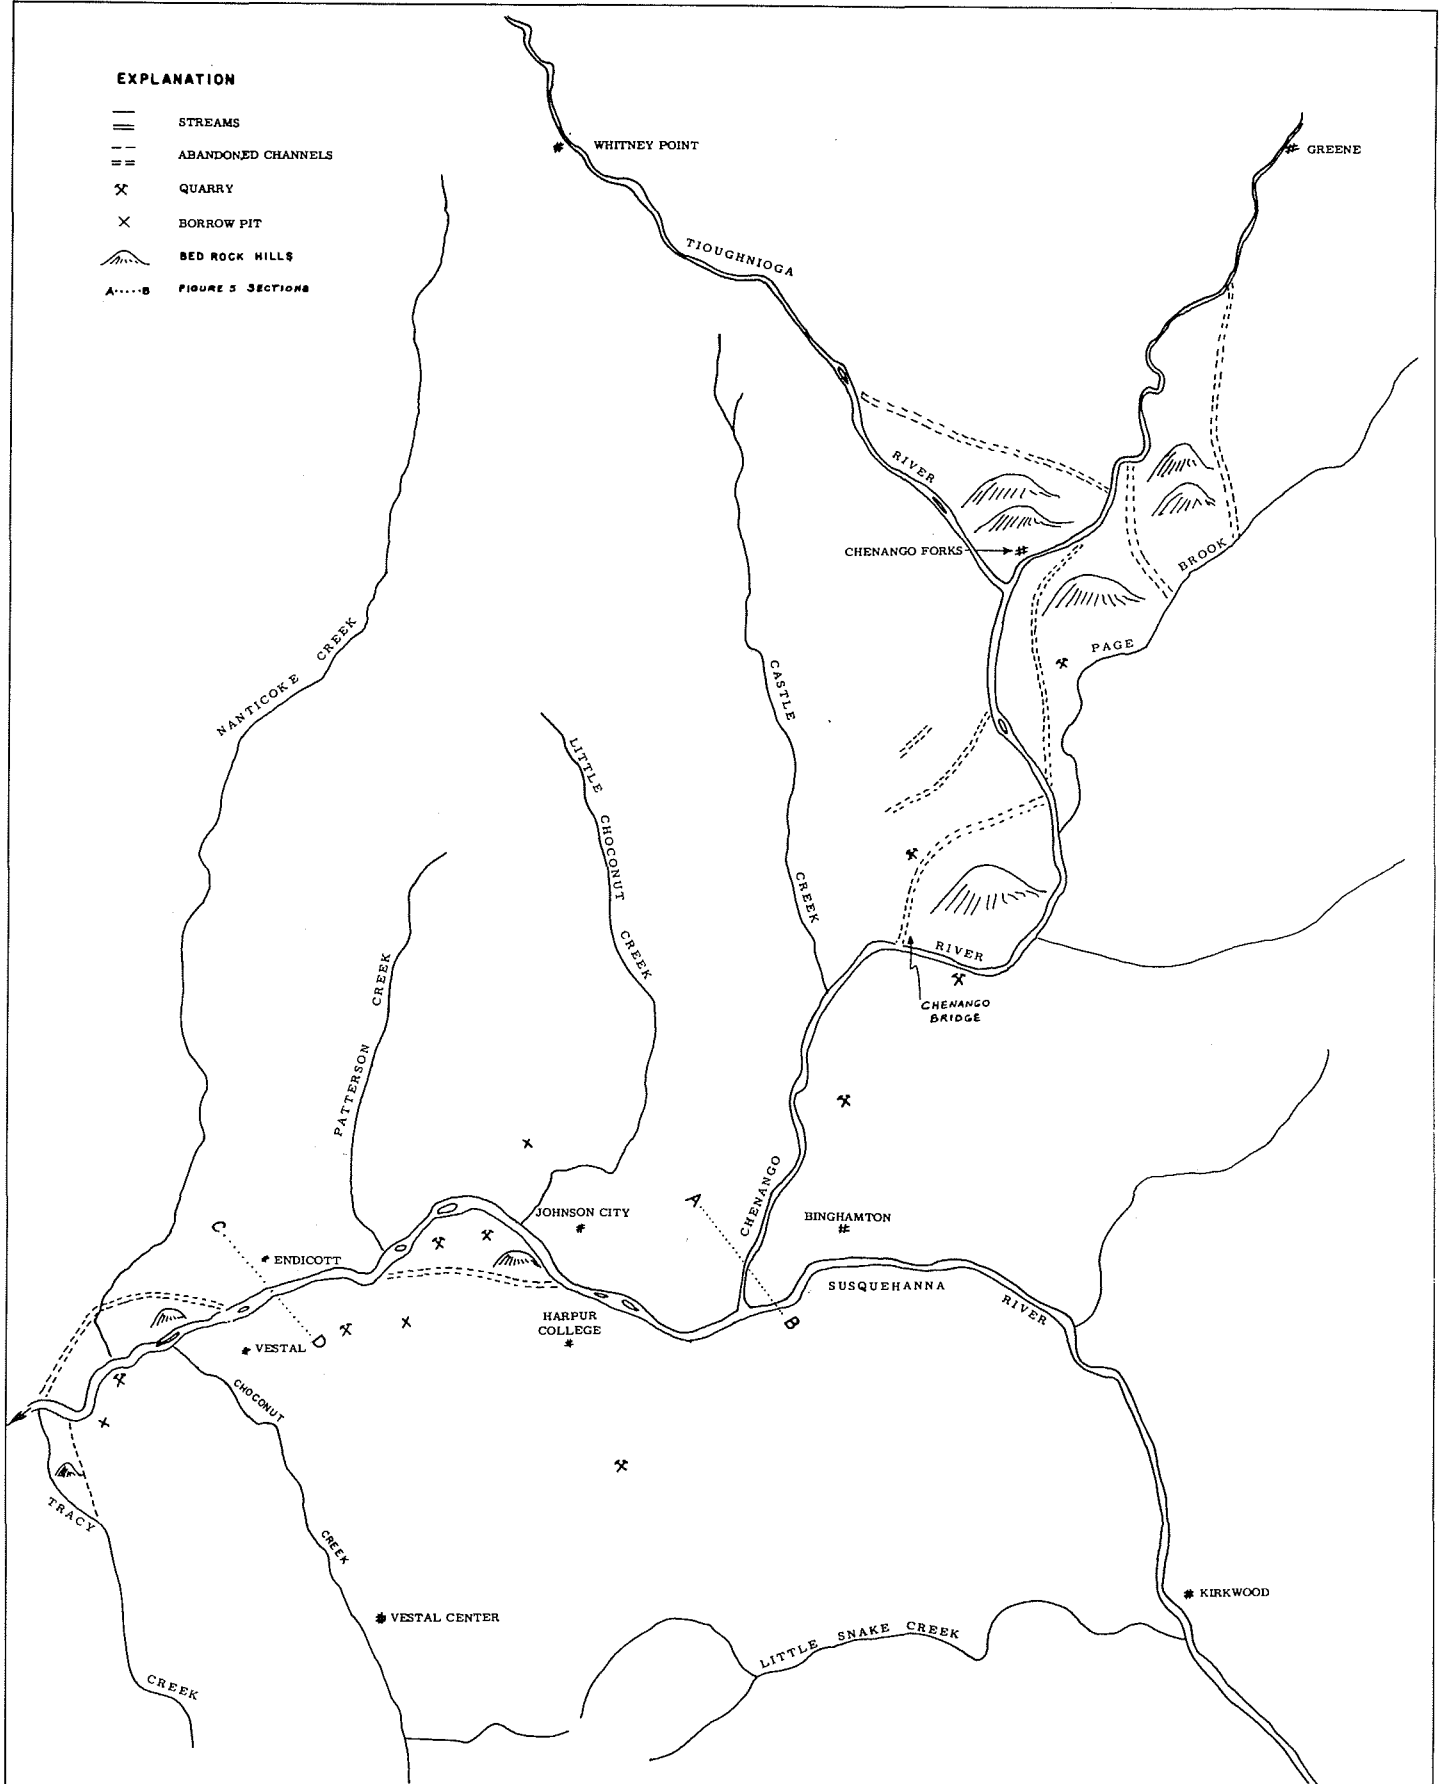 EXPLANATION
STREAMS
ABANDONED CHANNELS
QUARRY
BORROW PIT
BED ROCK HILLS
A.....B FIGURE 5 SECTIONS
WHITNEY POINT
GREENE
TIOUGHNIOGA
RIVER
CHENANGO FORKS
BROOK
PAGE
NANTICOKE CREEK
CASTLE
CREEK
LITTLE CHOCONUT CREEK
PATTERSON CREEK
RIVER
CHENANGO
BRIDGE
CHENANGO
A
JOHNSON CITY
BINGHAMTON
C
ENDICOTT
SUSQUEHANNA
RIVER
HARPUR
COLLEGE
B
D
VESTAL
CHOCONUT
CREEK
TRACY
CREEK
VESTAL CENTER
KIRKWOOD
LITTLE SNAKE CREEK